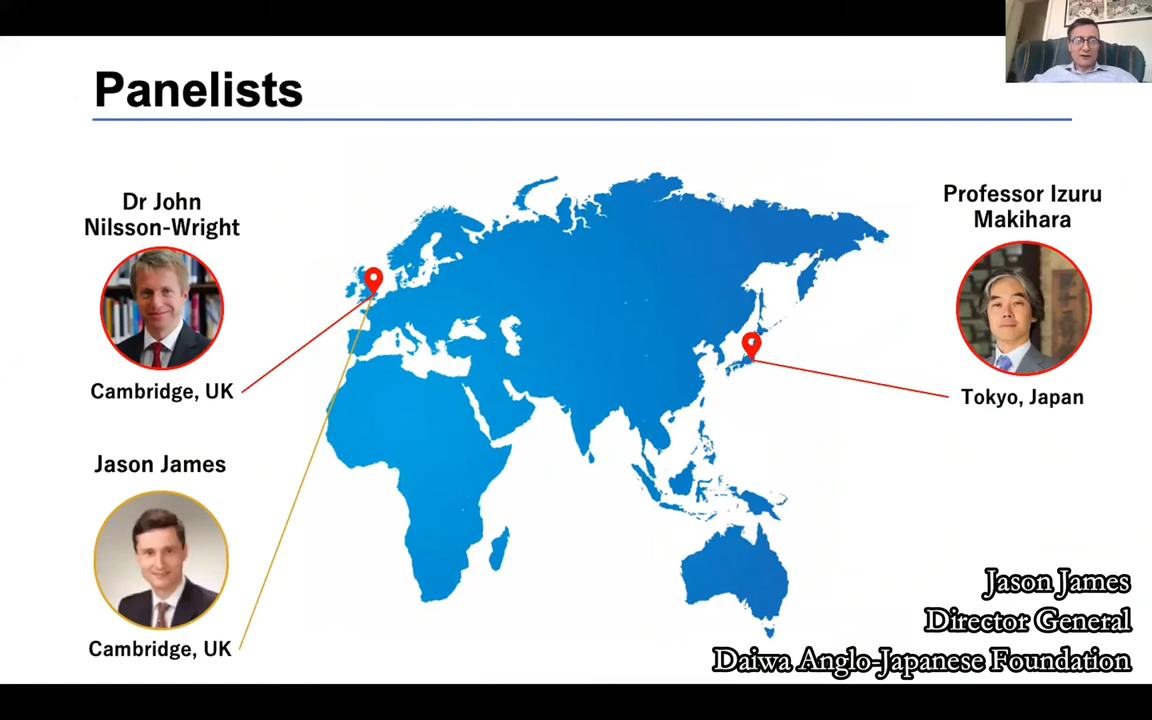 Panelists
Dr John
Nilsson-Wright
Cambridge, UK
Professor Izuru
Makihara
Tokyo, Japan
Jason James
Cambridge, UK
Jason James
Director General
Daiwa Anglo-Japanese Foundation